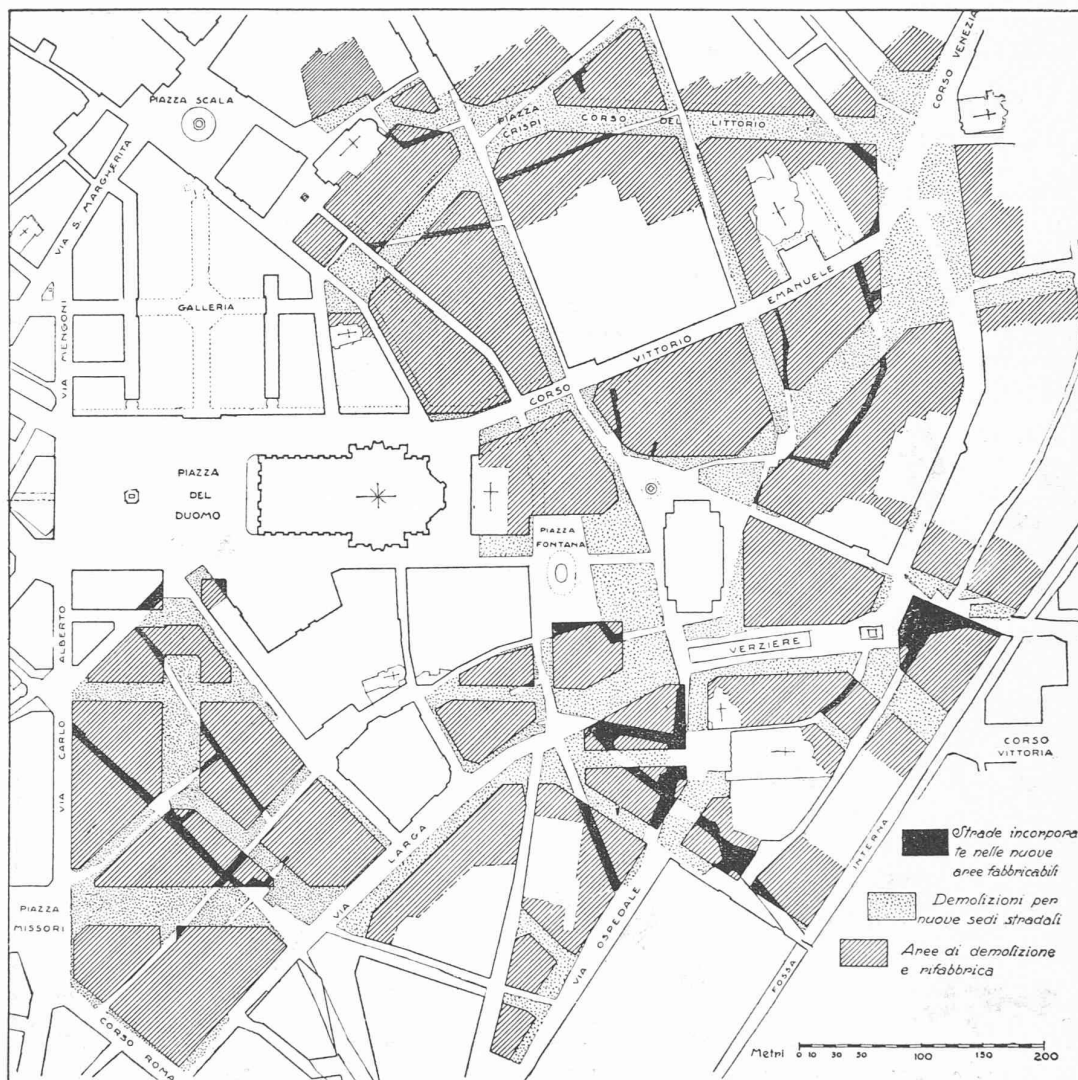 CORSO VENEZIA
PIAZZA SCALA
PIAZZA
CRISPI
CORSO DEL LITTORIO
VIA S. MARGHERITA
VIA MENGONI
GALLERIA
CORSO VITTORIO EMANUELE
PIAZZA
DEL
DUOMO
PIAZZA
FONTANA
VIA CARLO ALBERTO
VERZIERE
CORSO
VITTORIA
VIA LARGA
VIA OSPEDALE
FOSSA INTERNA
PIAZZA
MISSORI
CORSO ROMA
Strade incorpora
te nelle nuove
aree fabbricabili
Demolizioni per
nuove sedi stradali
Aree di demolizione
e rifabbrica
Metri 0 10 30 50 100 150 200